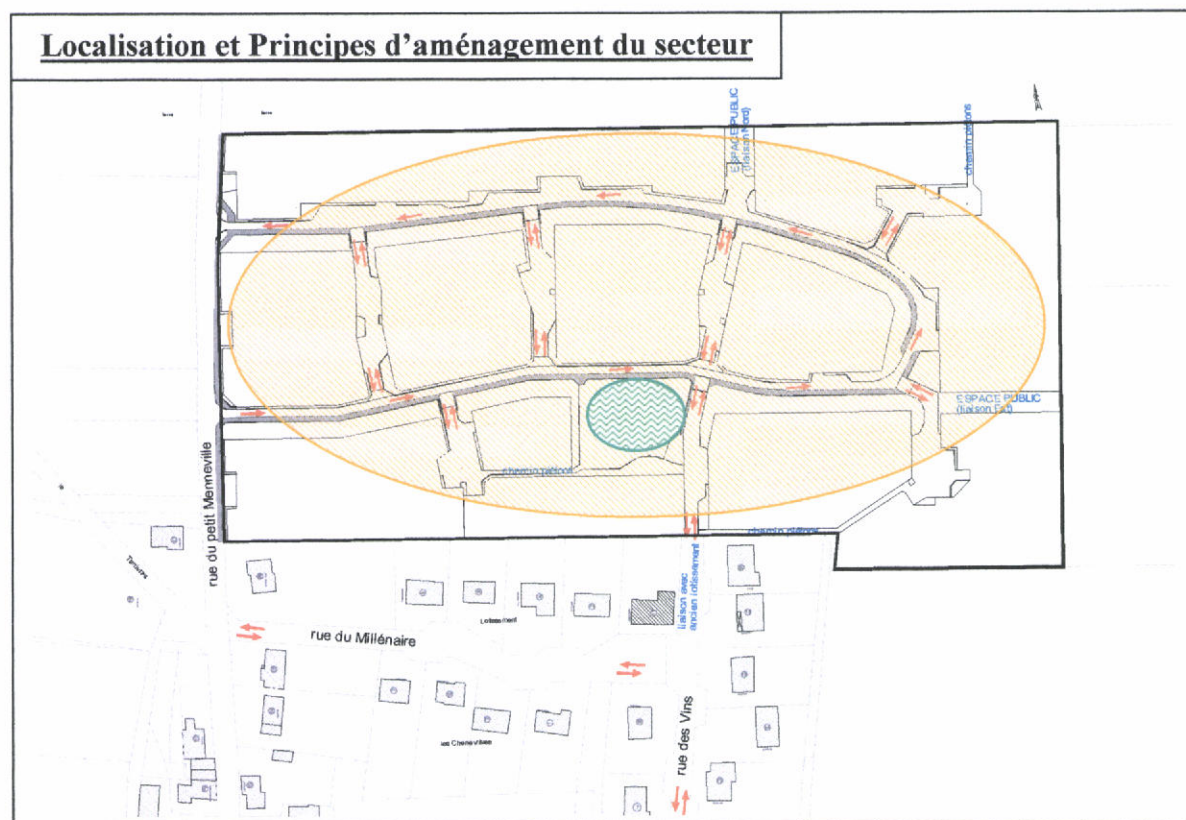 Localisation et Principes d'aménagement du secteur
ESPACE PUBLIC
(liaison Nord)
chemin piétons
ESPACE PUBLIC
(liaison Est)
chemin piétons
chemin piétons
rue du petit Menneville
liaison avec
ancien lotissement
Lotissement
rue du Millénaire
rue des Vins